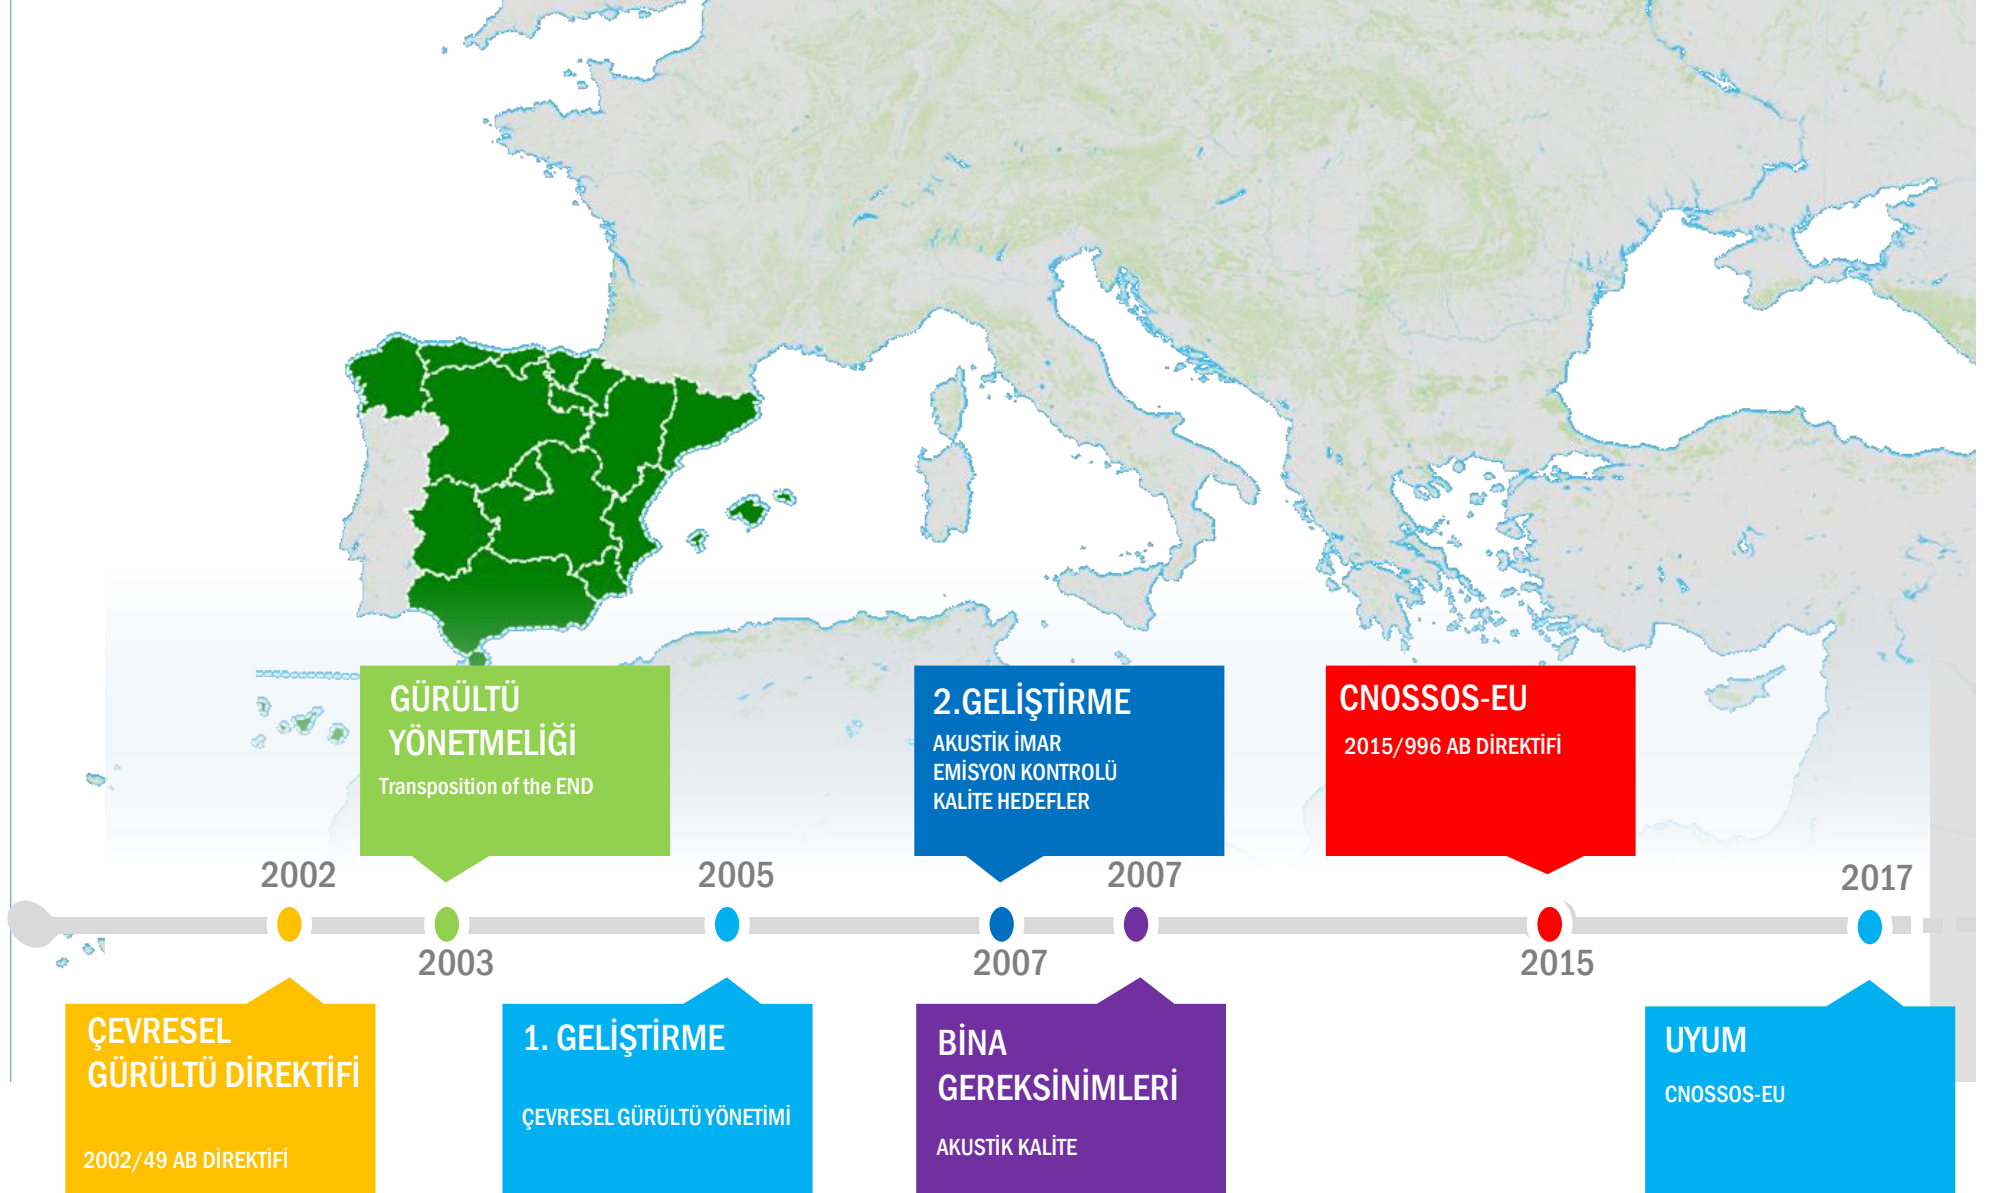 GÜRÜLTÜ
YÖNETMELİĞİ
Transposition of the END
2.GELİŞTİRME
AKUSTİK İMAR
EMİSYON KONTROLÜ
KALİTE HEDEFLER
CNOSSOS-EU
2015/996 AB DİREKTİFİ
2002
2005
2007
2017
2003
2007
2015
ÇEVRESEL
GÜRÜLTÜ DİREKTİFİ
2002/49 AB DİREKTİFİ
1. GELİŞTİRME
ÇEVRESEL GÜRÜLTÜ YÖNETİMİ
BİNA
GEREKSİNİMLERİ
AKUSTİK KALİTE
UYUM
CNOSSOS-EU